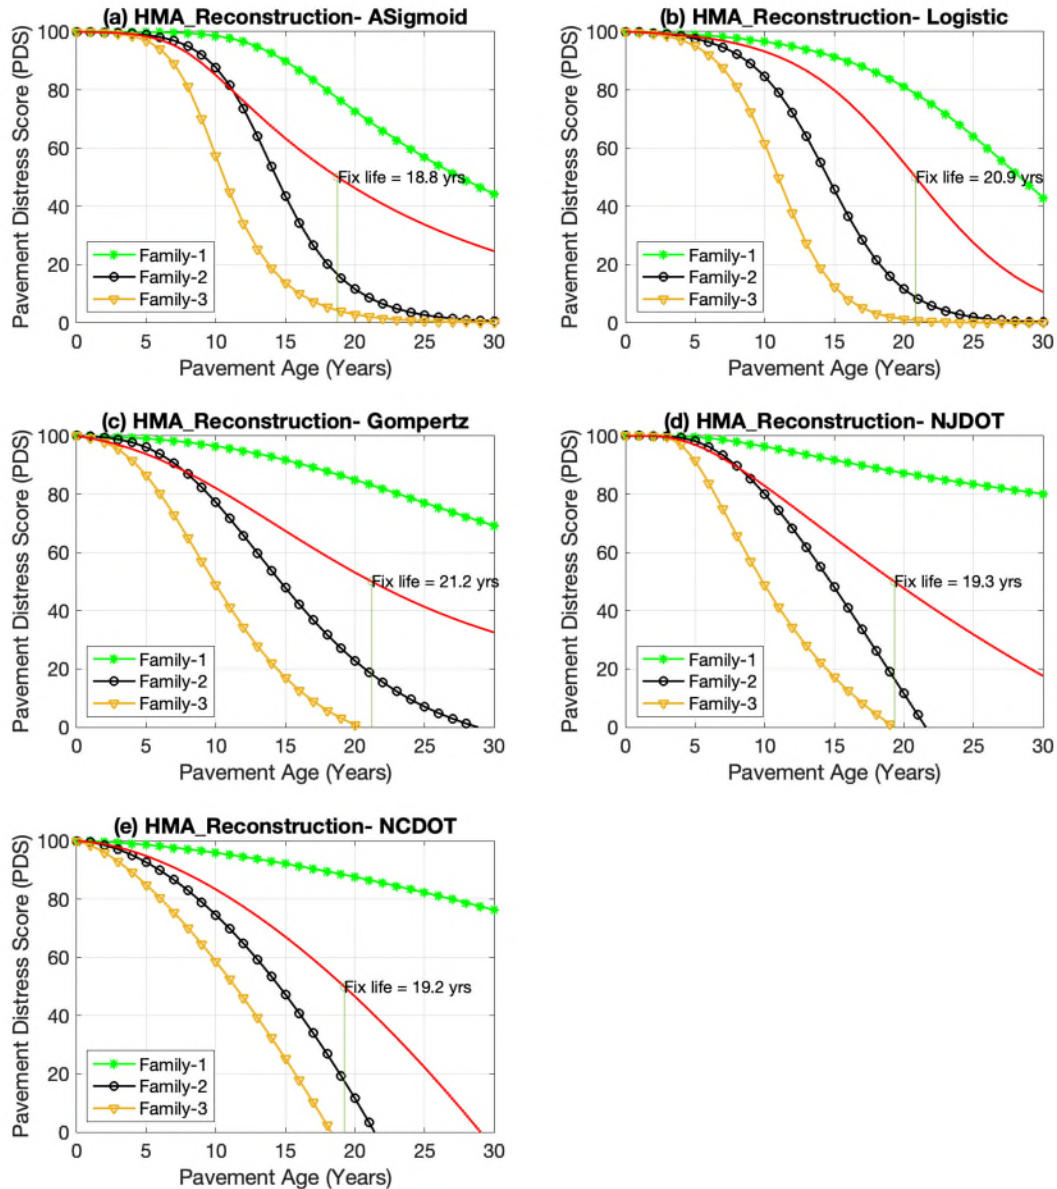 (a) HMA_Reconstruction- ASigmoid
Pavement Distress Score (PDS)
100
80
60
40
20
0
Fix life = 18.8 yrs
Family-1
Family-2
Family-3
0 5 10 15 20 25 30
Pavement Age (Years)
(b) HMA_Reconstruction- Logistic
Pavement Distress Score (PDS)
100
80
60
40
20
0
Fix life = 20.9 yrs
Family-1
Family-2
Family-3
0 5 10 15 20 25 30
Pavement Age (Years)
(c) HMA_Reconstruction- Gompertz
Pavement Distress Score (PDS)
100
80
60
40
20
0
Fix life = 21.2 yrs
Family-1
Family-2
Family-3
0 5 10 15 20 25 30
Pavement Age (Years)
(d) HMA_Reconstruction- NJDOT
Pavement Distress Score (PDS)
100
80
60
40
20
0
Fix life = 19.3 yrs
Family-1
Family-2
Family-3
0 5 10 15 20 25 30
Pavement Age (Years)
(e) HMA_Reconstruction- NCDOT
Pavement Distress Score (PDS)
100
80
60
40
20
0
Fix life = 19.2 yrs
Family-1
Family-2
Family-3
0 5 10 15 20 25 30
Pavement Age (Years)